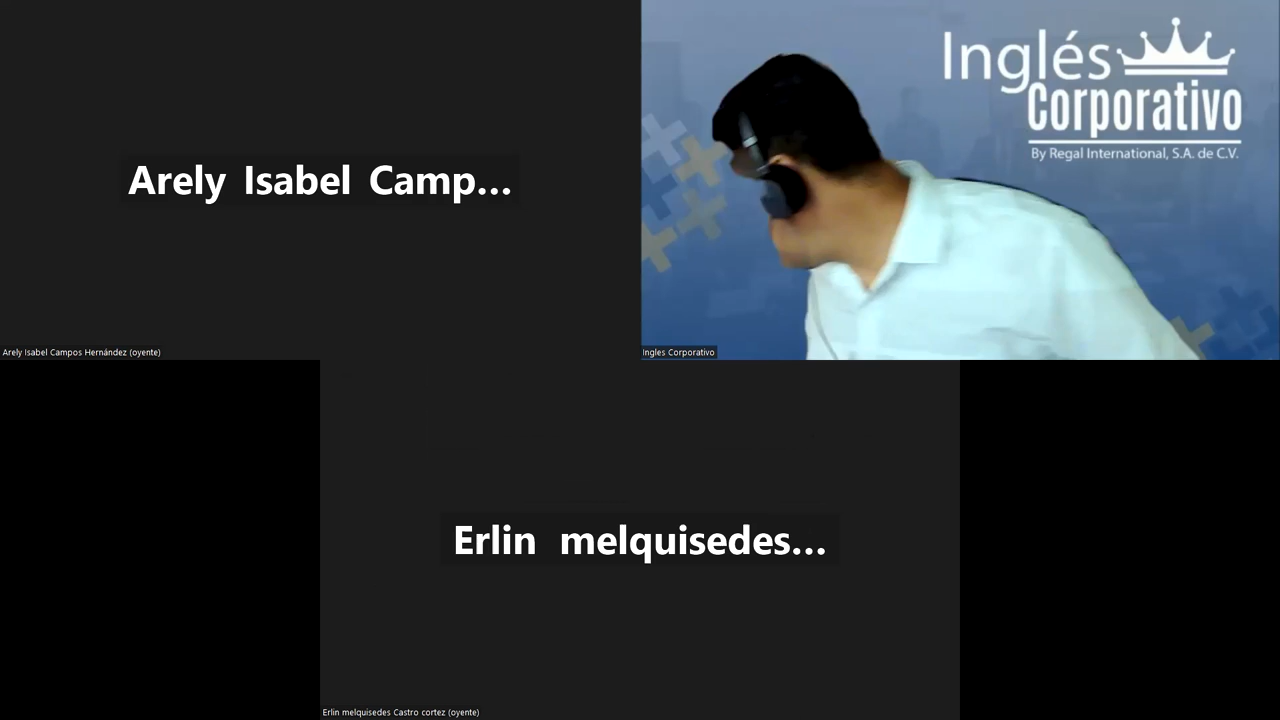 Arely Isabel Camp...
Arely Isabel Campos Hernández (oyente)
Inglés
Corporativo
By Regal International, S.A. de C.V.
Ingles Corporativo
Erlin melquisedes...
Erlin melquisedes Castro cortez (oyente)